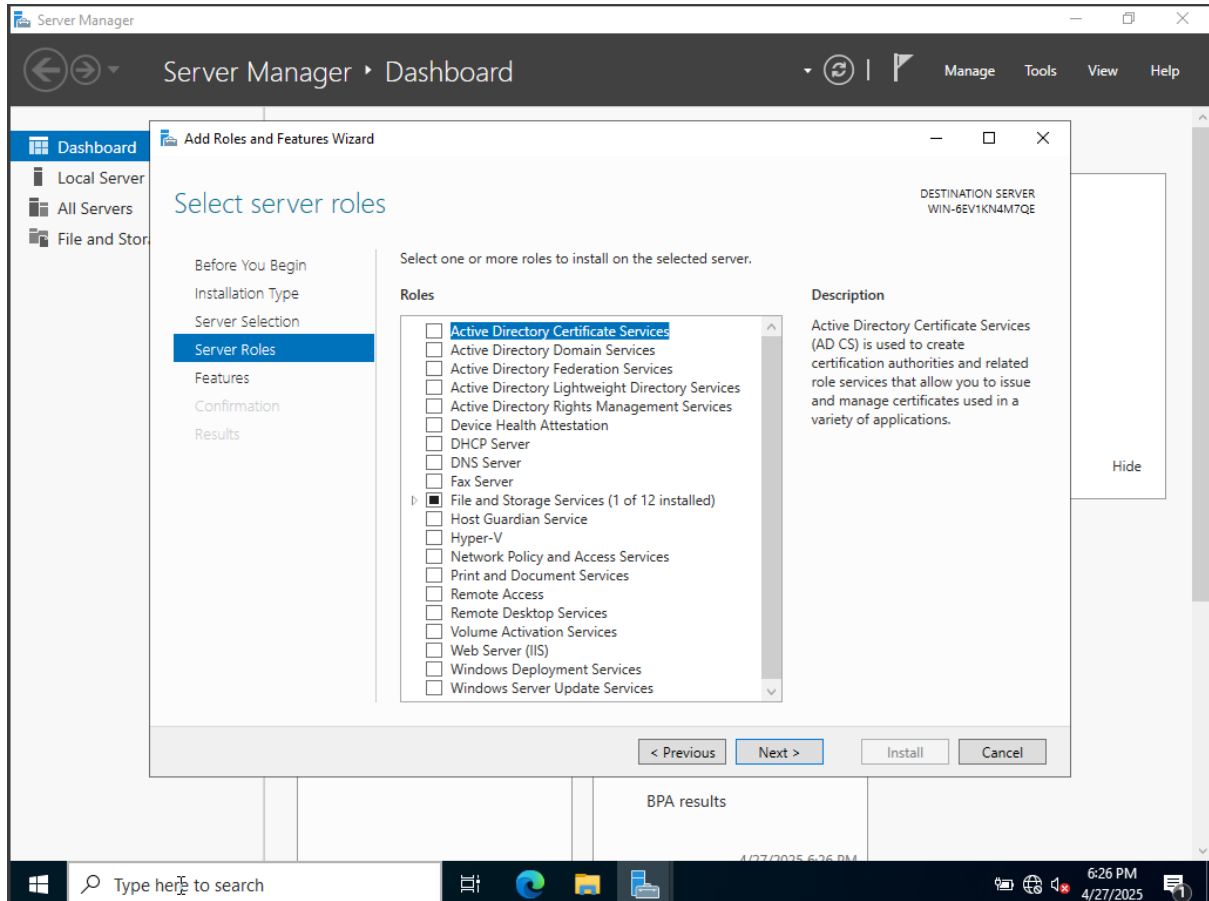 Server Manager
Server Manager ‣ Dashboard
Manage Tools View Help
Dashboard
Local Server
All Servers
File and Stor
Add Roles and Features Wizard
Select server roles
DESTINATION SERVER
WIN-6EV1KN4M7QE
Before You Begin
Installation Type
Server Selection
Server Roles
Features
Confirmation
Results
Select one or more roles to install on the selected server.
Roles
Active Directory Certificate Services
Active Directory Domain Services
Active Directory Federation Services
Active Directory Lightweight Directory Services
Active Directory Rights Management Services
Device Health Attestation
DHCP Server
DNS Server
Fax Server
File and Storage Services (1 of 12 installed)
Host Guardian Service
Hyper-V
Network Policy and Access Services
Print and Document Services
Remote Access
Remote Desktop Services
Volume Activation Services
Web Server (IIS)
Windows Deployment Services
Windows Server Update Services
Description
Active Directory Certificate Services
(AD CS) is used to create
certification authorities and related
role services that allow you to issue
and manage certificates used in a
variety of applications.
Hide
< Previous
Next >
Install
Cancel
BPA results
4/27/2025 6:26 PM
Type here to search
6:26 PM
4/27/2025
1